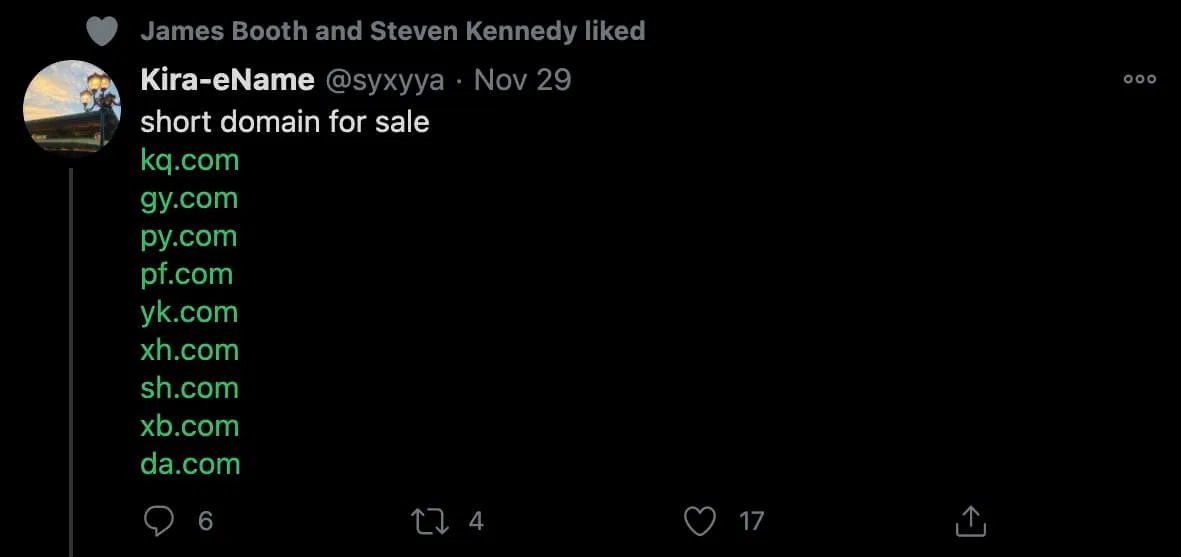 James Booth and Steven Kennedy liked
Kira-eName @syxyya · Nov 29
short domain for sale
kq.com
gy.com
py.com
pf.com
yk.com
xh.com
sh.com
xb.com
da.com
6 4 17